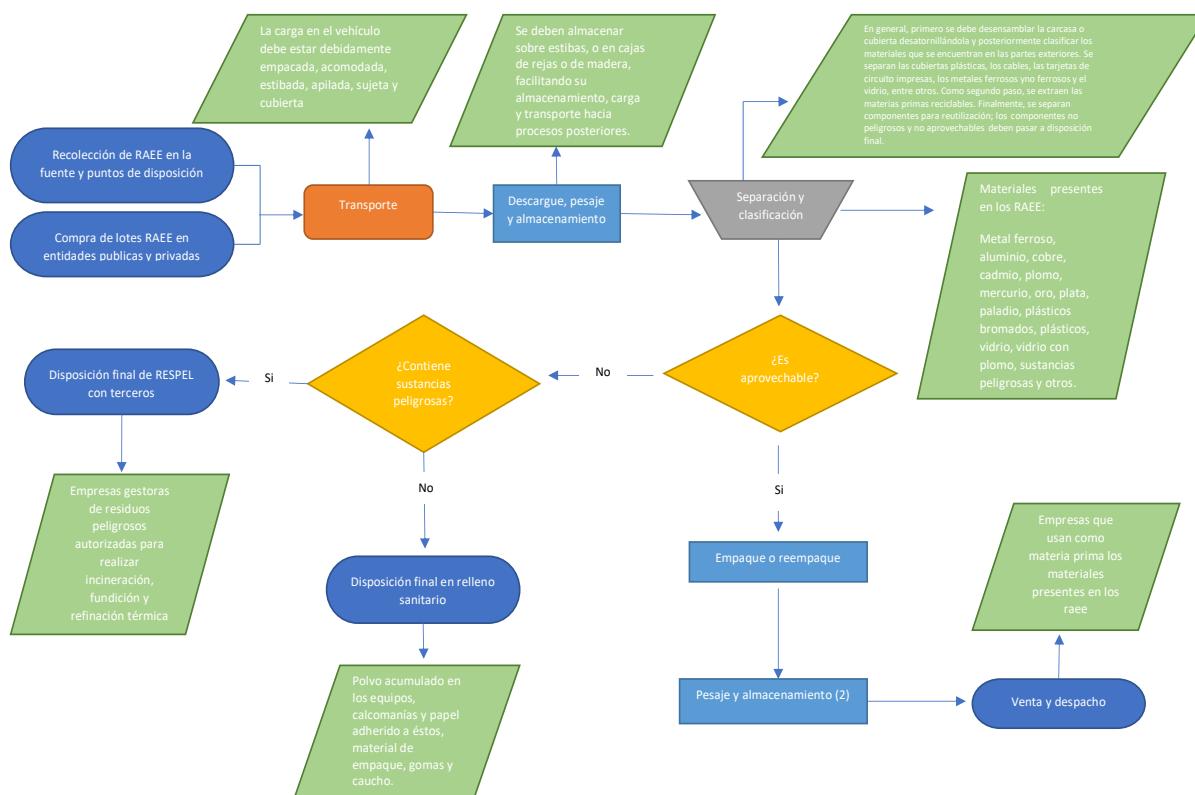 La carga en el vehículo
debe estar debidamente
empacada, acomodada,
estibada, apilada, sujeta y
cubierta
Se deben almacenar
sobre estibas, o en cajas
de rejas o de madera,
facilitando su
almacenamiento, carga
y transporte hacia
procesos posteriores.
En general, primero se debe desensamblar la carcasa o
cubierta desatornillándola y posteriormente clasificar los
materiales que se encuentran en las partes exteriores. Se
separan las cubiertas plásticas, los cables, las tarjetas de
circuito impresas, los metales ferrosos yno ferrosos y el
vidrio, entre otros. Como segundo paso, se extraen las
materias primas reciclables. Finalmente, se separan
componentes para reutilización; los componentes no
peligrosos y no aprovechables deben pasar a disposición
final.
Recolección de RAEE en la
fuente y puntos de disposición
Compra de lotes RAEE en
entidades publicas y privadas
Transporte
Descargue, pesaje
y almacenamiento
Separación y
clasificación
Materiales presentes
en los RAEE:
Metal ferroso,
aluminio, cobre,
cadmio, plomo,
mercurio, oro, plata,
paladio, plásticos
bromados, plásticos,
vidrio, vidrio con
plomo, sustancias
peligrosas y otros.
¿Es
aprovechable?
No
¿Contiene
sustancias
peligrosas?
Si
Disposición final de RESPEL
con terceros
Empresas gestoras
de residuos
peligrosos
autorizadas para
realizar
incineración,
fundición y
refinación térmica
No
Disposición final en relleno
sanitario
Polvo acumulado en
los equipos,
calcomanías y papel
adherido a éstos,
material de
empaque, gomas y
caucho.
Si
Empaque o reempaque
Pesaje y almacenamiento (2)
Venta y despacho
Empresas que
usan como
materia prima los
materiales
presentes en los
raee